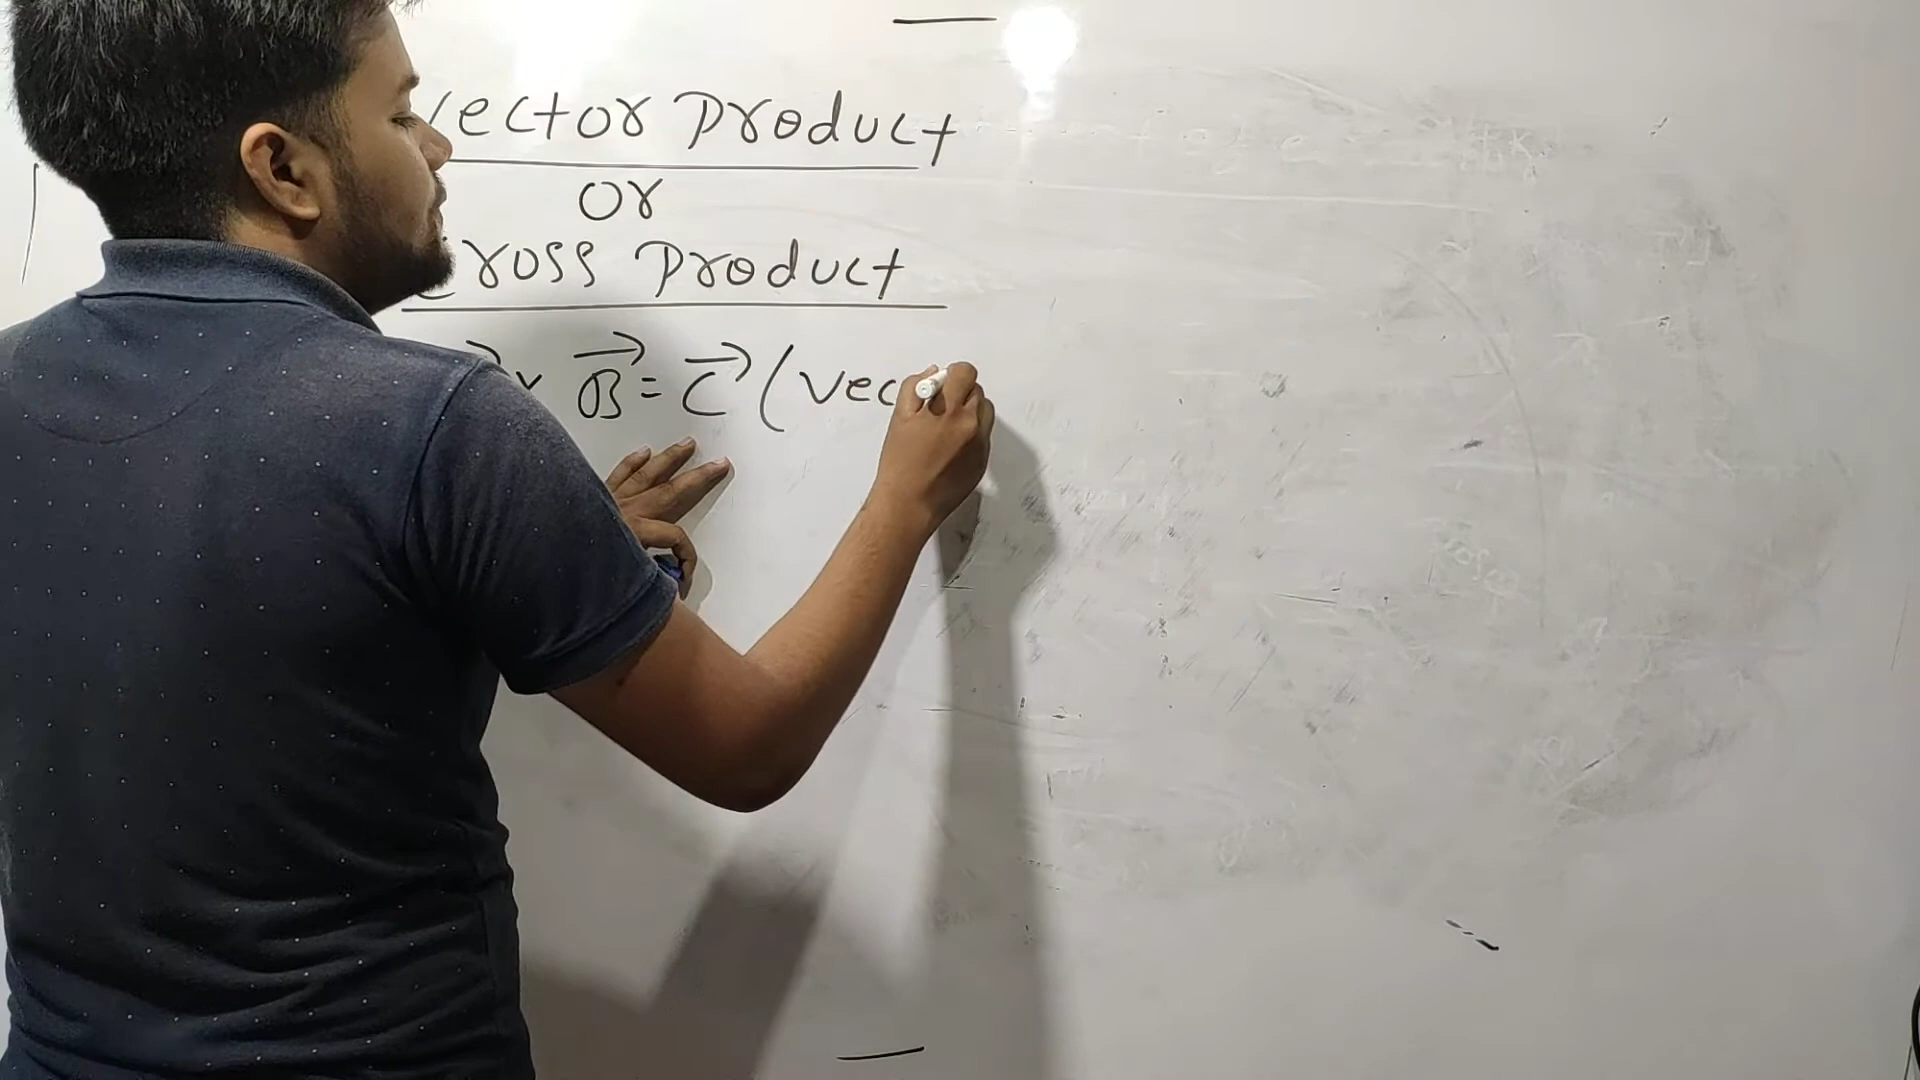 Vector Product
or
Cross Product
× B⃗ = C⃗ (vec